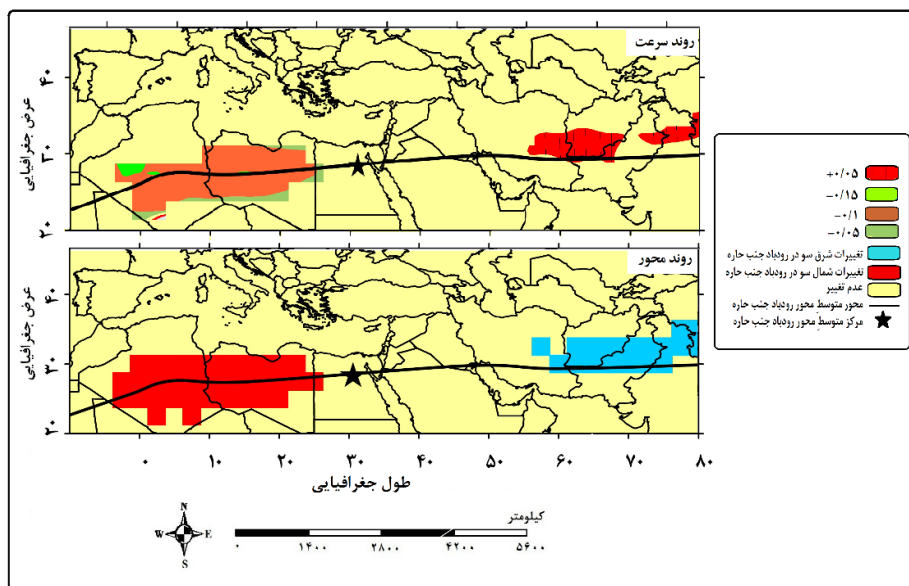 روند سرعت
۴۰
۳۰
۲۰
عرض جغرافیایی
روند محور
۴۰
۳۰
۲۰
عرض جغرافیایی
۰ ۱۰ ۲۰ ۳۰ ۴۰ ۵۰ ۶۰ ۷۰ ۸۰
طول جغرافیایی
+۰/۰۵
-۰/۱۵
-۰/۱
-۰/۰۵
تغییرات شرق سو در رودباد جنب حاره
تغییرات شمال سو در رودباد جنب حاره
عدم تغییر
محور متوسط محور رودباد جنب حاره
مرکز متوسط محور رودباد جنب حاره
N
W E
S
کیلومتر
۰ ۱۴۰۰ ۲۸۰۰ ۴۲۰۰ ۵۶۰۰